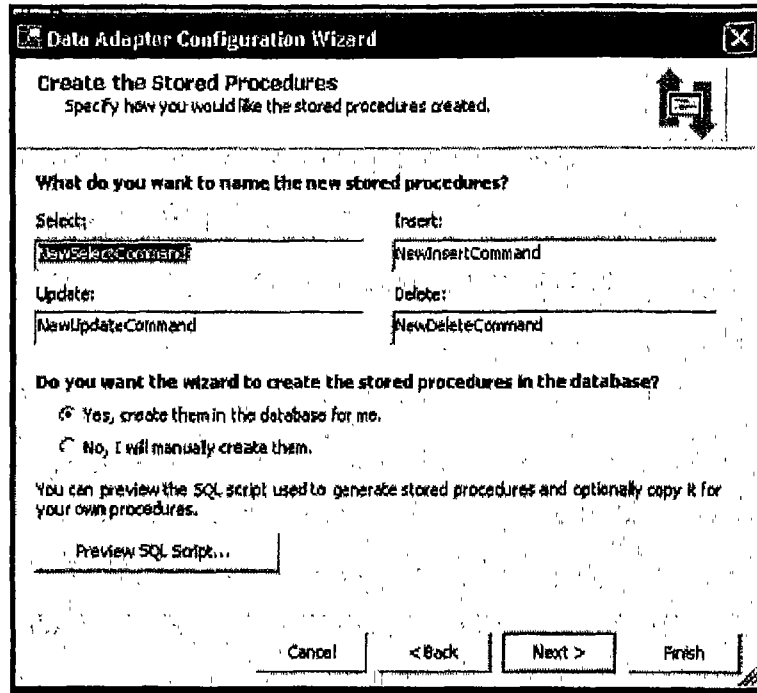 Data Adapter Configuration Wizard
Create the Stored Procedures
Specify how you would like the stored procedures created.
What do you want to name the new stored procedures?
Select:
Insert:
NewSelectCommand
NewInsertCommand
Update:
Delete:
NewUpdateCommand
NewDeleteCommand
Do you want the wizard to create the stored procedures in the database?
Yes, create them in the database for me.
No, I will manually create them.
You can preview the SQL script used to generate stored procedures and optionally copy it for
your own procedures.
Preview SQL Script...
Cancel
< Back
Next >
Finish